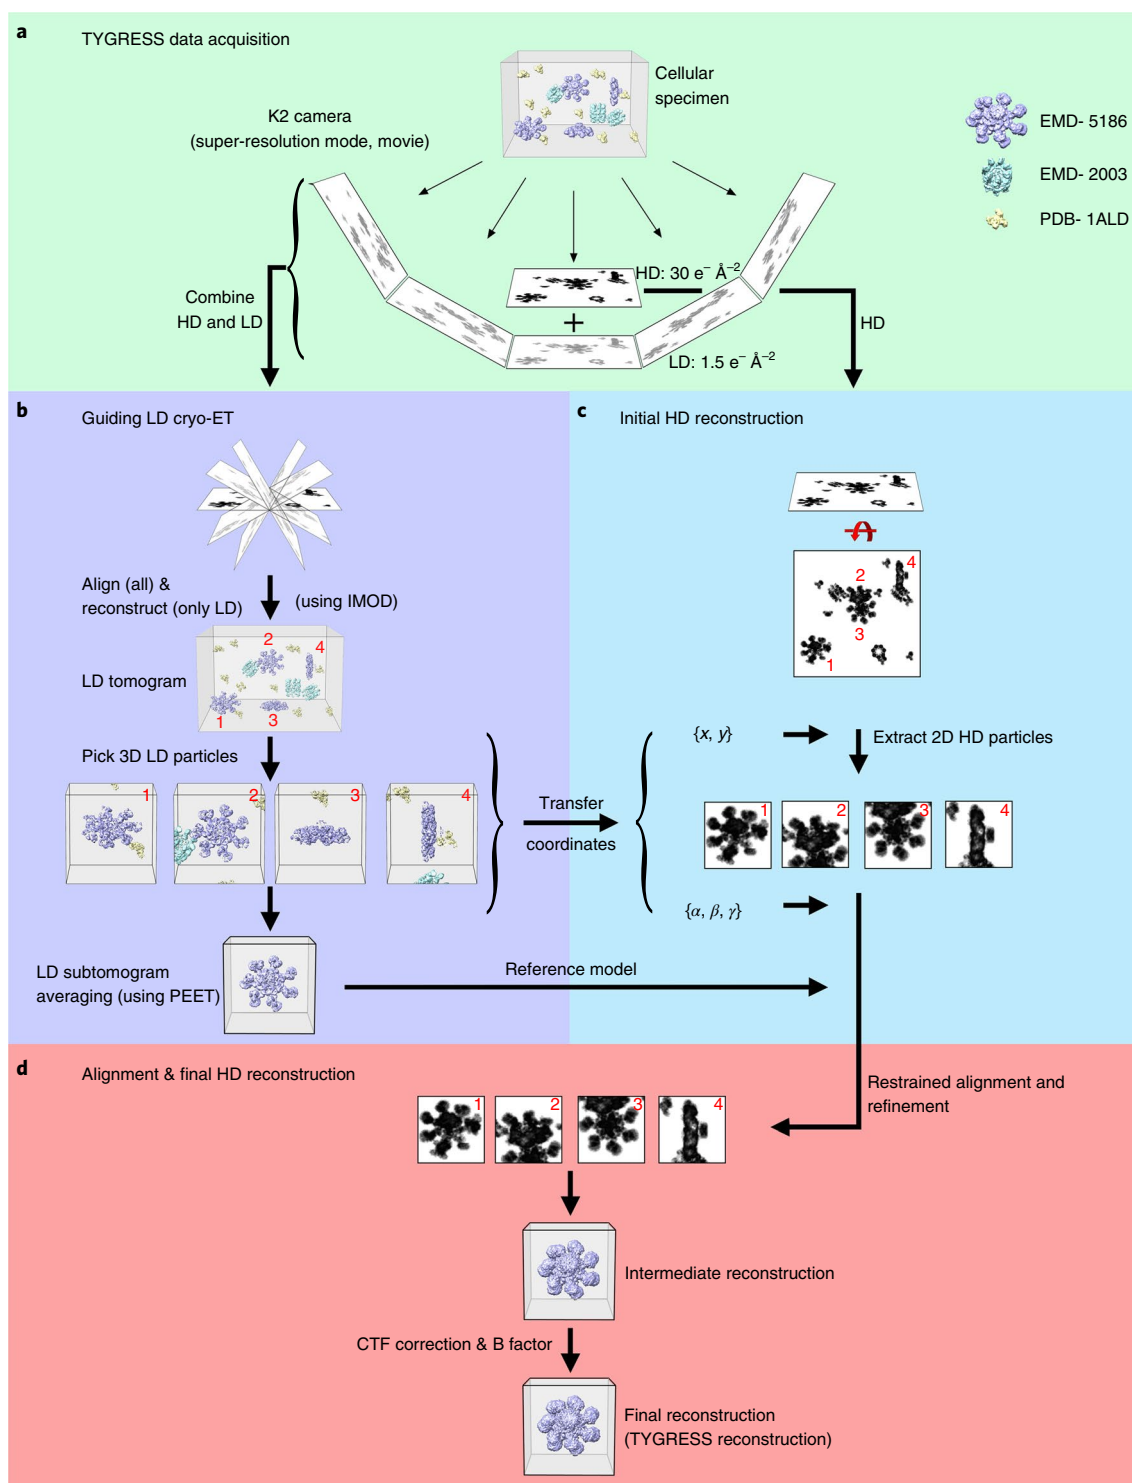 a
TYGRESS data acquisition
Cellular
specimen
K2 camera
(super-resolution mode, movie)
EMD- 5186
EMD- 2003
PDB- 1ALD
HD: 30 e⁻ Å⁻²
Combine
HD and LD
+
HD
LD: 1.5 e⁻ Å⁻²
b
Guiding LD cryo-ET
Align (all) &
reconstruct (only LD)
(using IMOD)
2
4
LD tomogram
1
3
Pick 3D LD particles
1
2
3
4
Transfer
coordinates
LD subtomogram
averaging (using PEET)
Reference model
c
Initial HD reconstruction
4
2
3
1
{x, y}
Extract 2D HD particles
1
2
3
4
{α, β, γ}
d
Alignment & final HD reconstruction
Restrained alignment and
refinement
1
2
3
4
Intermediate reconstruction
CTF correction & B factor
Final reconstruction
(TYGRESS reconstruction)